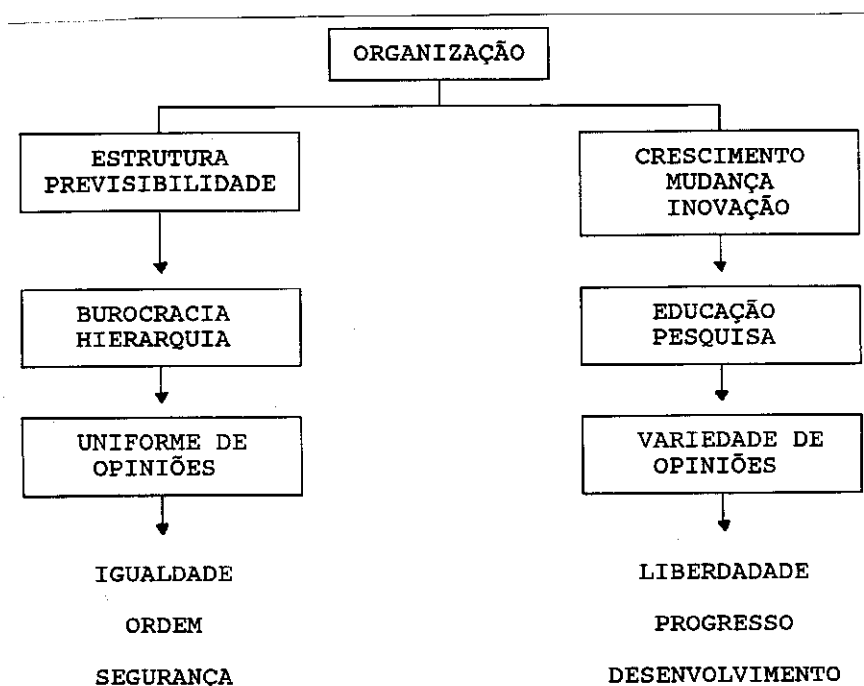 ORGANIZAÇÃO
ESTRUTURA
PREVISIBILIDADE
BUROCRACIA
HIERARQUIA
UNIFORME DE
OPINIÕES
IGUALDADE
ORDEM
SEGURANÇA
CRESCIMENTO
MUDANÇA
INOVAÇÃO
EDUCAÇÃO
PESQUISA
VARIEDADE DE
OPINIÕES
LIBERDADADE
PROGRESSO
DESENVOLVIMENTO